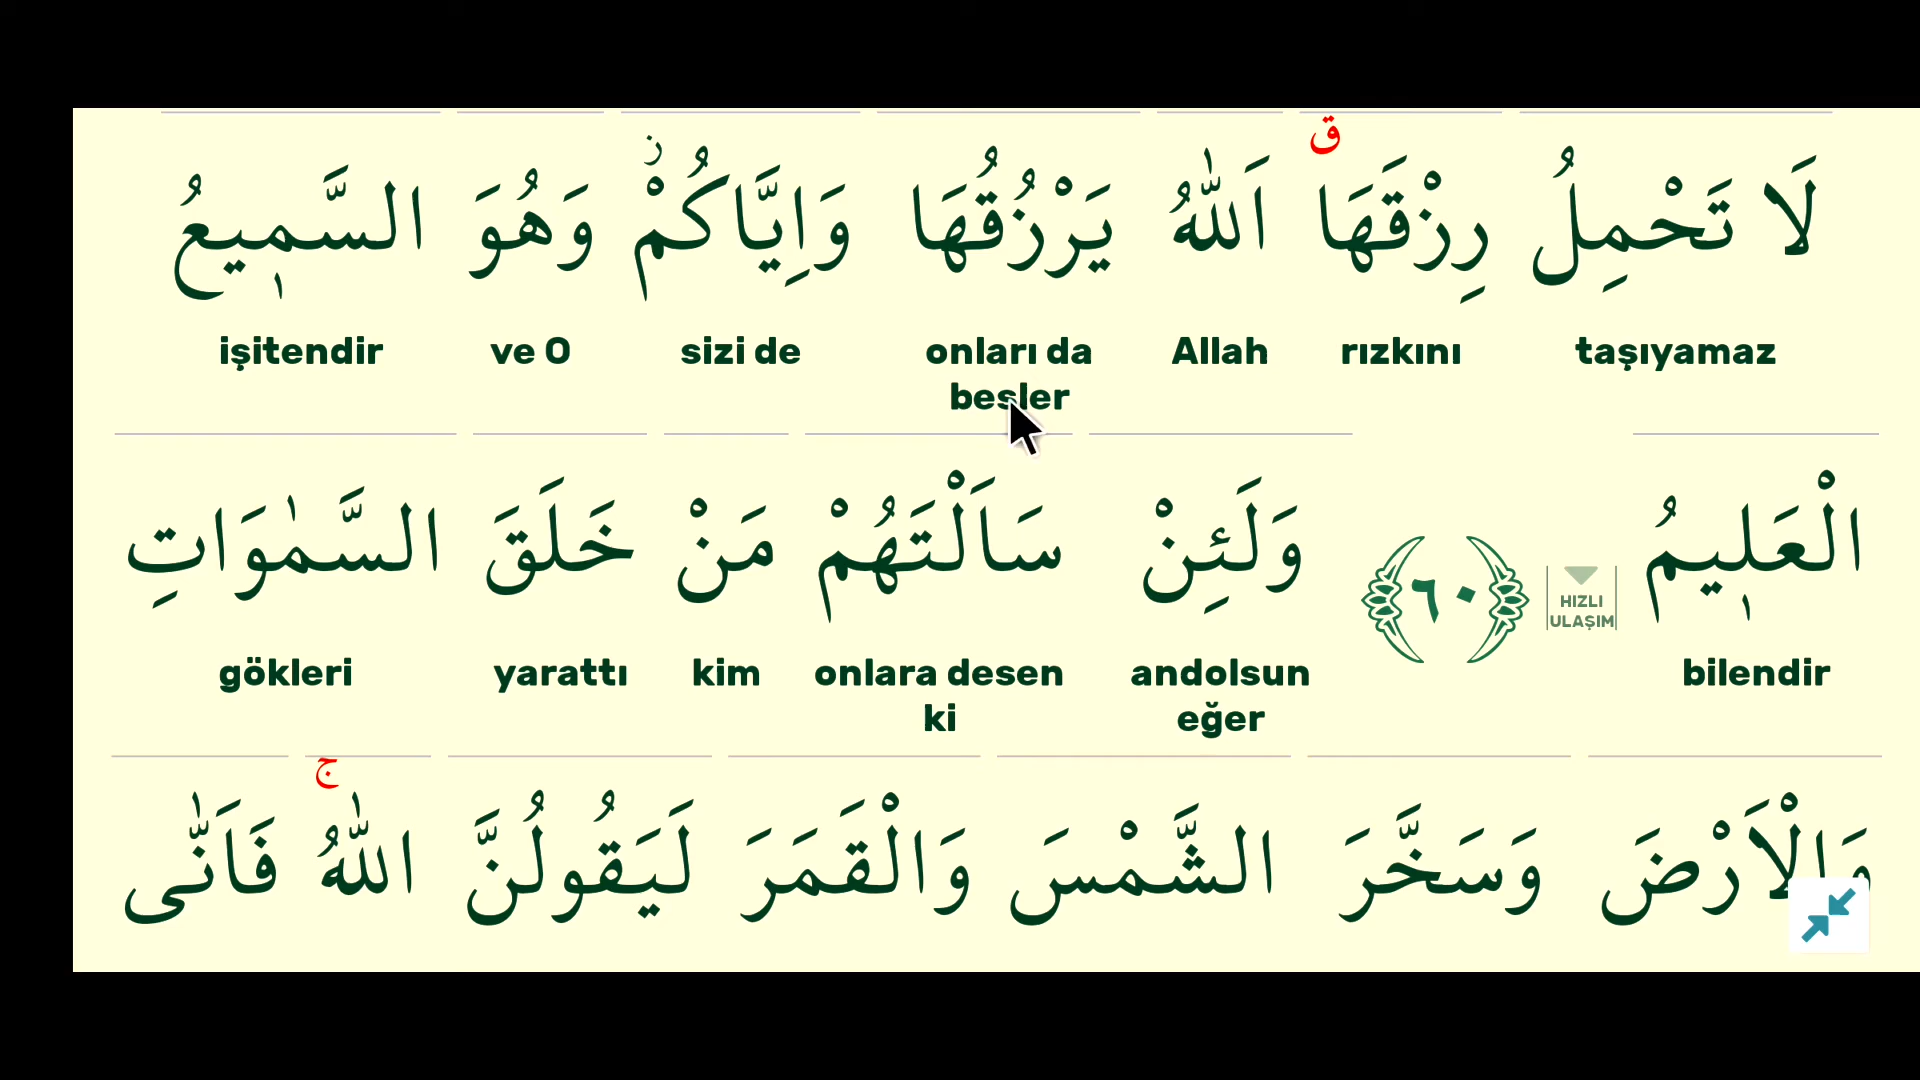 لَا تَحْمِلُ رِزْقَهَاۗ اَللّٰهُ يَرْزُقُهَا وَاِيَّاكُمْۘ وَهُوَ السَّم۪يعُ
taşıyamaz rızkını Allah onları da besler sizi de ve O işitendir
الْعَل۪يمُ ﴿٦٠﴾ وَلَئِنْ سَاَلْتَهُمْ مَنْ خَلَقَ السَّمٰوَاتِ
HIZLI ULAŞIM
bilendir andolsun eğer onlara desen ki kim yarattı gökleri
وَالْاَرْضَ وَسَخَّرَ الشَّمْسَ وَالْقَمَرَ لَيَقُولُنَّ اللّٰهُۚ فَاَنّٰى